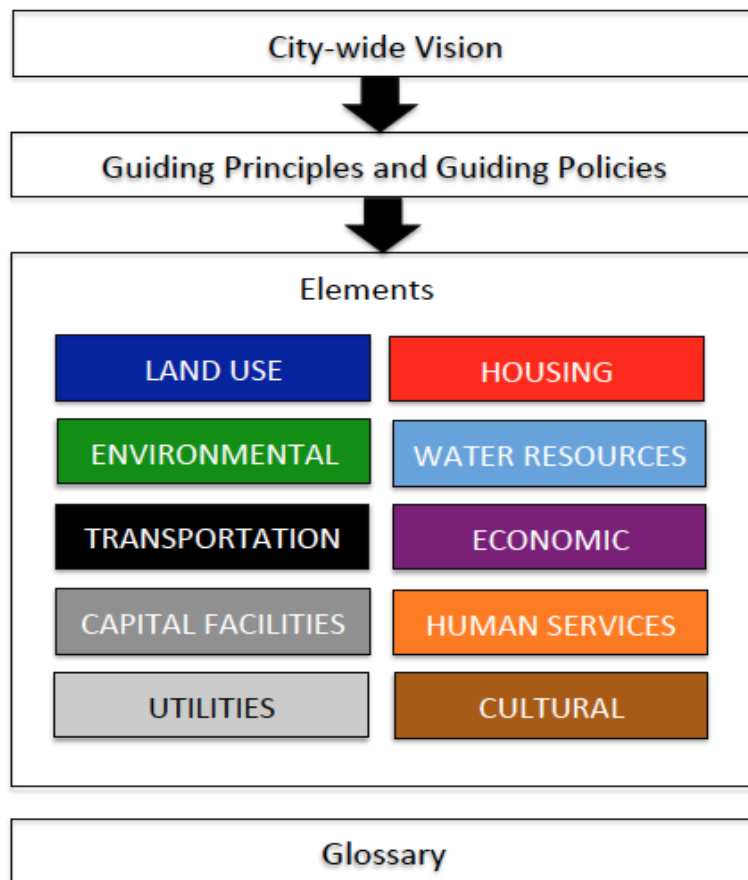 City-wide Vision
Guiding Principles and Guiding Policies
Elements
LAND USE
HOUSING
ENVIRONMENTAL
WATER RESOURCES
TRANSPORTATION
ECONOMIC
CAPITAL FACILITIES
HUMAN SERVICES
UTILITIES
CULTURAL
Glossary